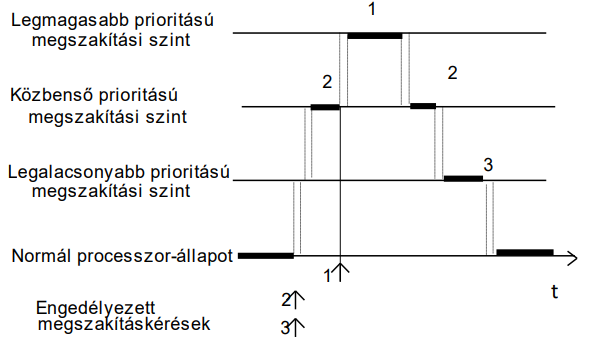 1
Legmagasabb prioritású
megszakítási szint
2
2
Közbenső prioritású
megszakítási szint
Legalacsonyabb prioritású
megszakítási szint
3
Normál processzor-állapot
1
t
2
Engedélyezett
megszakításkérések
3